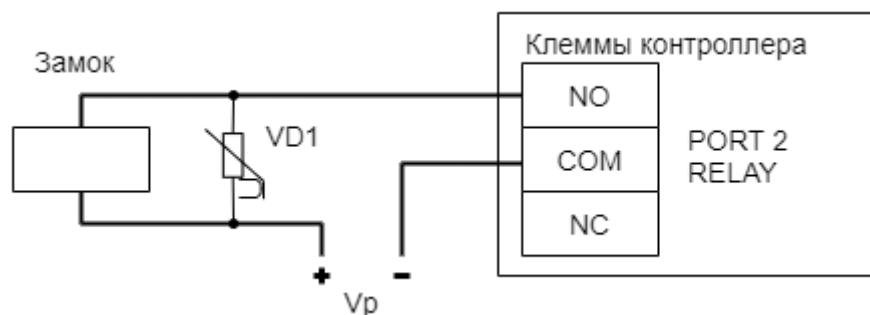 Клеммы контроллера
Замок
NO
VD1
COM
PORT 2
RELAY
NC
+ -
Vp